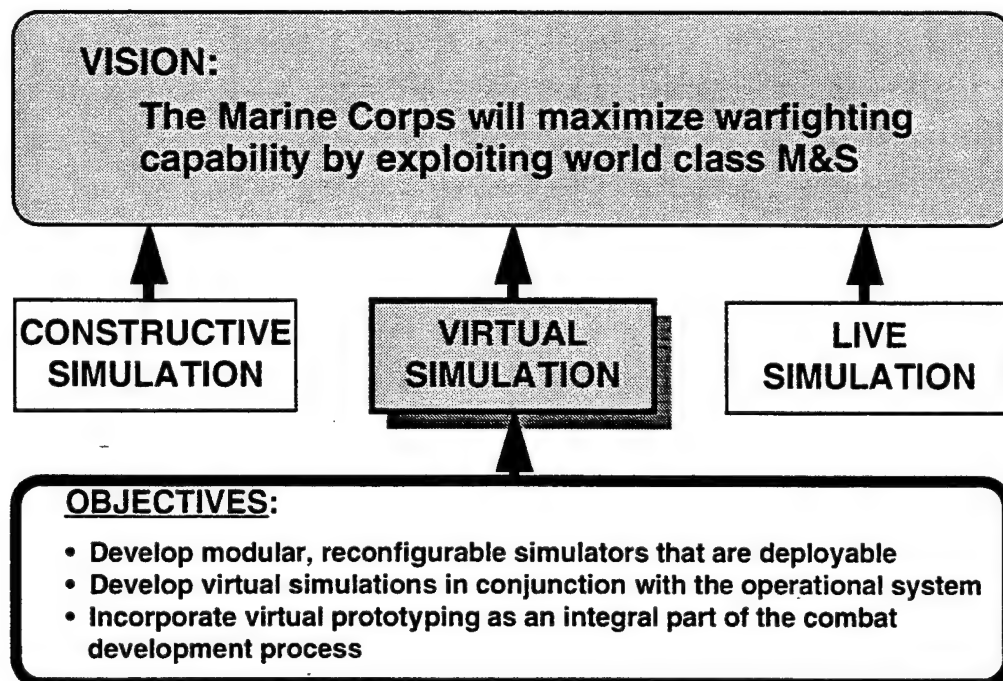 VISION:
The Marine Corps will maximize warfighting
capability by exploiting world class M&S
CONSTRUCTIVE
SIMULATION
VIRTUAL
SIMULATION
LIVE
SIMULATION
OBJECTIVES:
• Develop modular, reconfigurable simulators that are deployable
• Develop virtual simulations in conjunction with the operational system
• Incorporate virtual prototyping as an integral part of the combat
development process